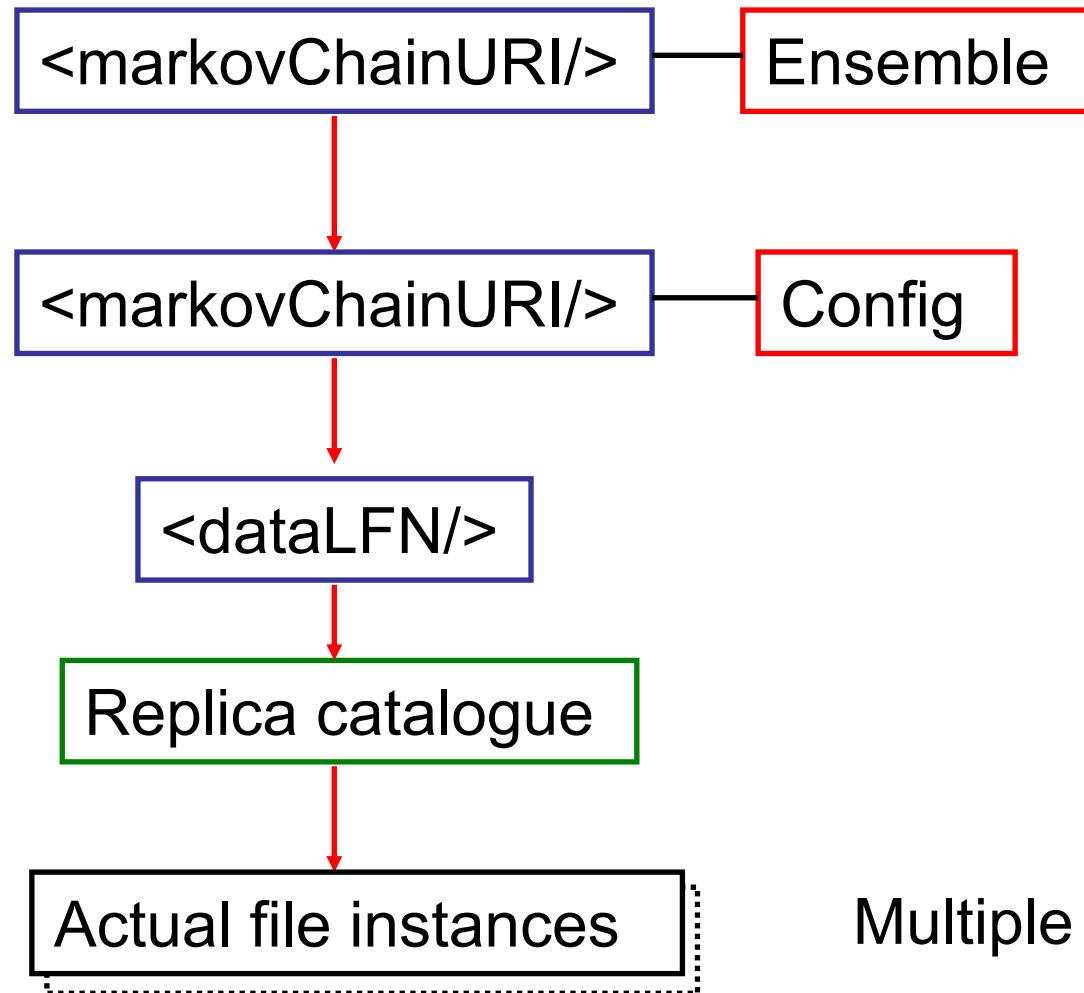 <markovChainURI/> Ensemble
<markovChainURI/> Config
<dataLFN/>
Replica catalogue
Actual file instances Multiple